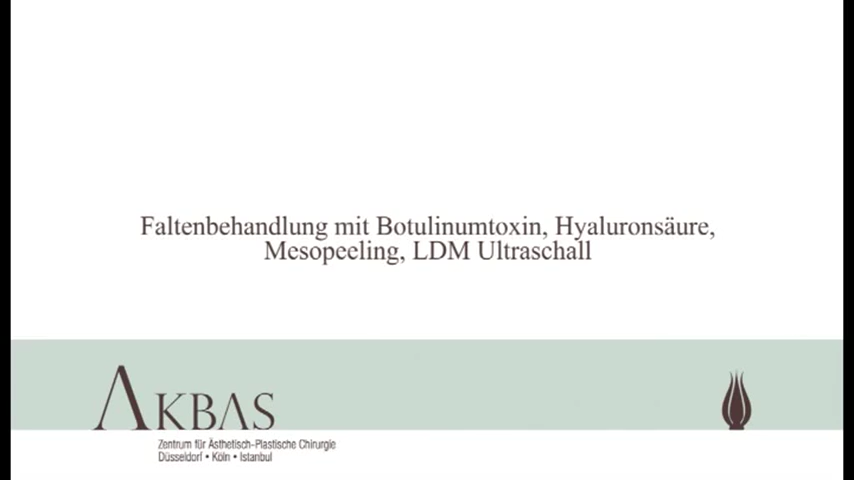 Faltenbehandlung mit Botulinumtoxin, Hyaluronsäure,
Mesopeeling, LDM Ultraschall
AKBAS
Zentrum für Ästhetisch-Plastische Chirurgie
Düsseldorf • Köln • Istanbul